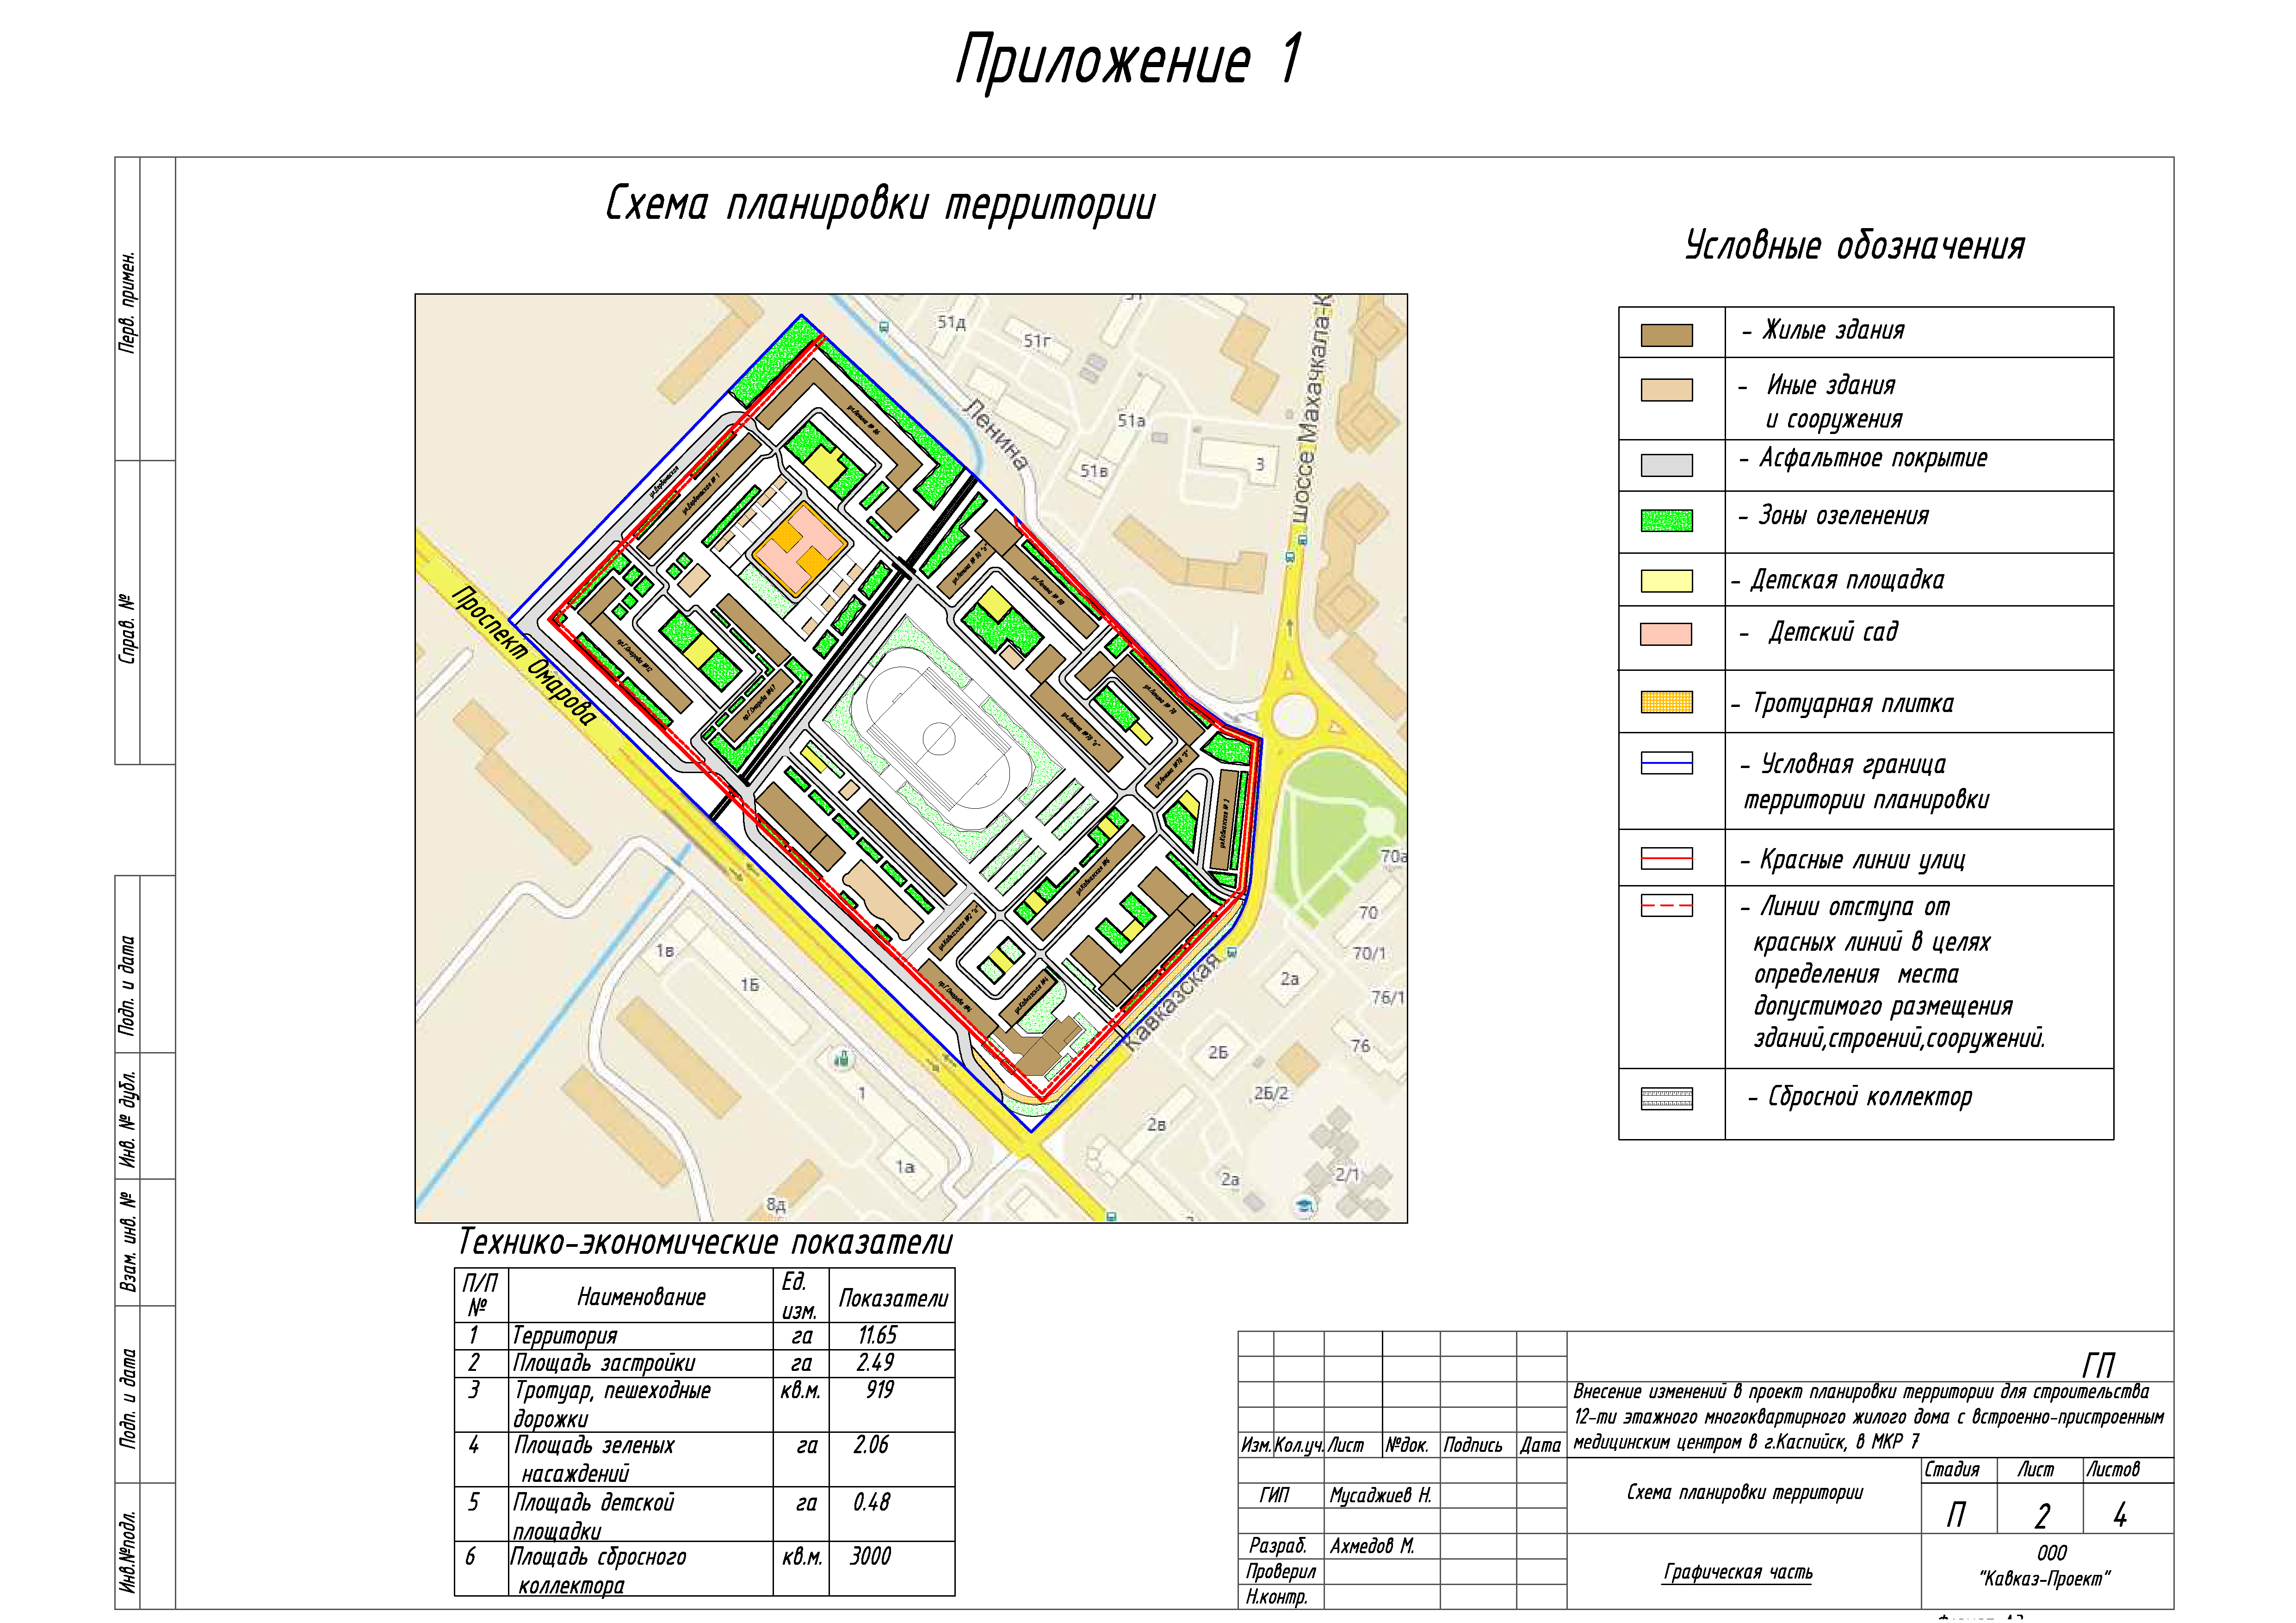 Приложение 1
Схема планировки территории
Условные обозначения
Перв. примен.
Справ. №
Подп. и дата
Инв. № дубл.
Взам. инв. №
Подп. и дата
Инв.№подл.
- Жилые здания
- Иные здания
и сооружения
- Асфальтное покрытие
- Зоны озеленения
- Детская площадка
- Детский сад
- Тротуарная плитка
- Условная граница
территории планировки
- Красные линии улиц
- Линии отступа от
красных линий в целях
определения места
допустимого размещения
зданий,строений,сооружений.
- Сбросной коллектор
51д
51г
51а
51в
3
Ленина
шоссе Махачкала-К
Проспект Омарова
Кавказская
70а
70
70/1
2а
76/1
76
2Б
2Б/2
2в
2а
2/1
1в
1Б
1
1а
8д
Технико-экономические показатели
П/П № Наименование Ед. изм. Показатели
1 Территория га 11.65
2 Площадь застройки га 2.49
3 Тротуар, пешеходные дорожки кв.м. 919
4 Площадь зеленых насаждений га 2.06
5 Площадь детской площадки га 0.48
6 Площадь сбросного коллектора кв.м. 3000
ГП
Внесение изменений в проект планировки территории для строительства
12-ти этажного многоквартирного жилого дома с встроенно-пристроенным
медицинским центром в г.Каспийск, в МКР 7
Изм. Кол.уч. Лист №док. Подпись Дата
ГИП Мусаджиев Н.
Разраб. Ахмедов М.
Проверил
Н.контр.
Схема планировки территории
Стадия Лист Листов
П 2 4
Графическая часть
ООО
"Кавказ-Проект"